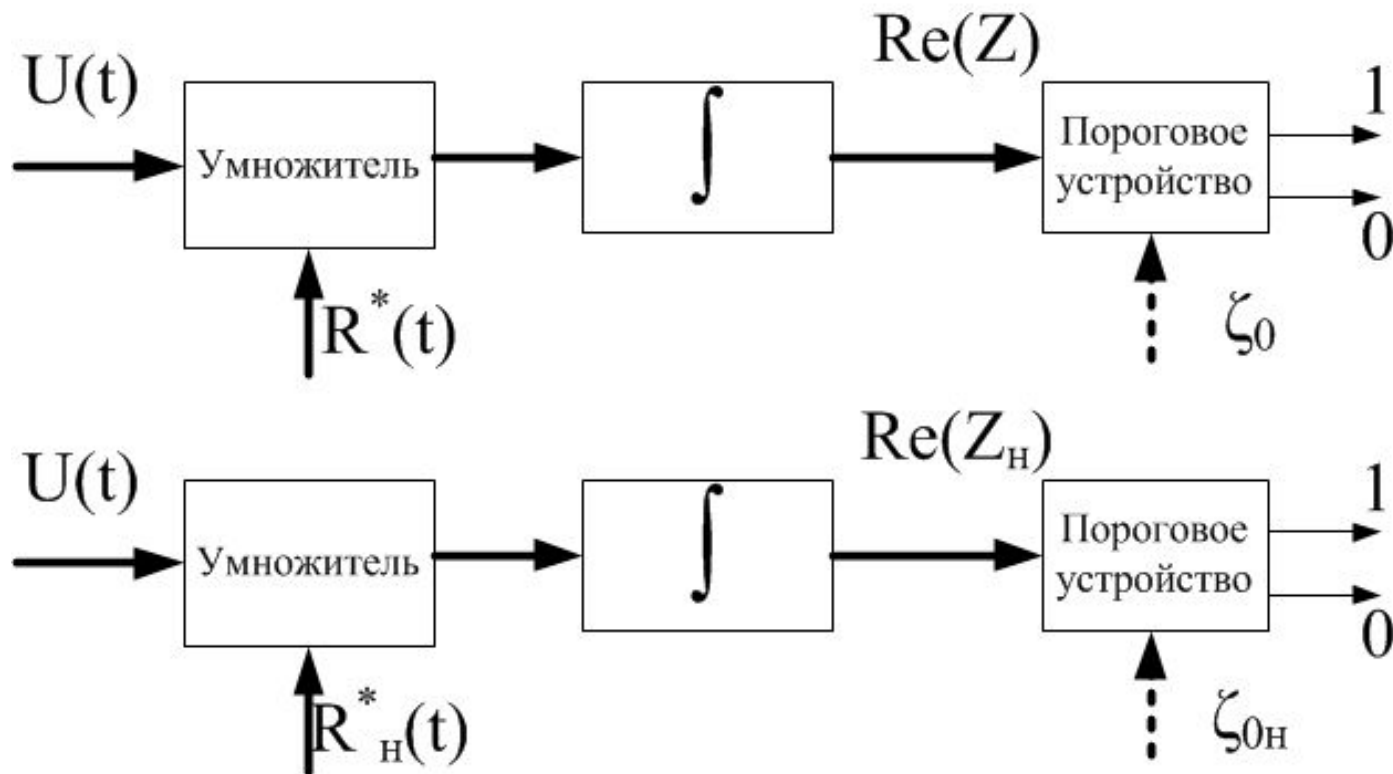 Re(Z)
U(t)
1
Умножитель
∫
Пороговое
устройство
0
R*(t)
ζ0
Re(Zн)
U(t)
1
Умножитель
∫
Пороговое
устройство
0
R*н(t)
ζ0н